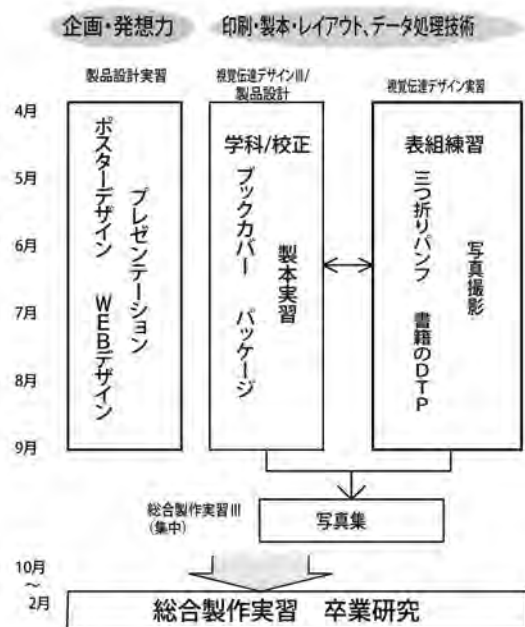 企画・発想力
印刷・製本・レイアウト、データ処理技術
製品設計実習
視覚伝達デザインIII/
製品設計
視覚伝達デザイン実習
4月
5月
6月
7月
8月
9月
ポスターデザイン WEBデザイン
プレゼンテーション
学科/校正
ブックカバー パッケージ
製本実習
表組練習
三つ折りパンフ 書籍のDTP
写真撮影
総合製作実習III
(集中)
写真集
10月
～
2月
総合製作実習 卒業研究